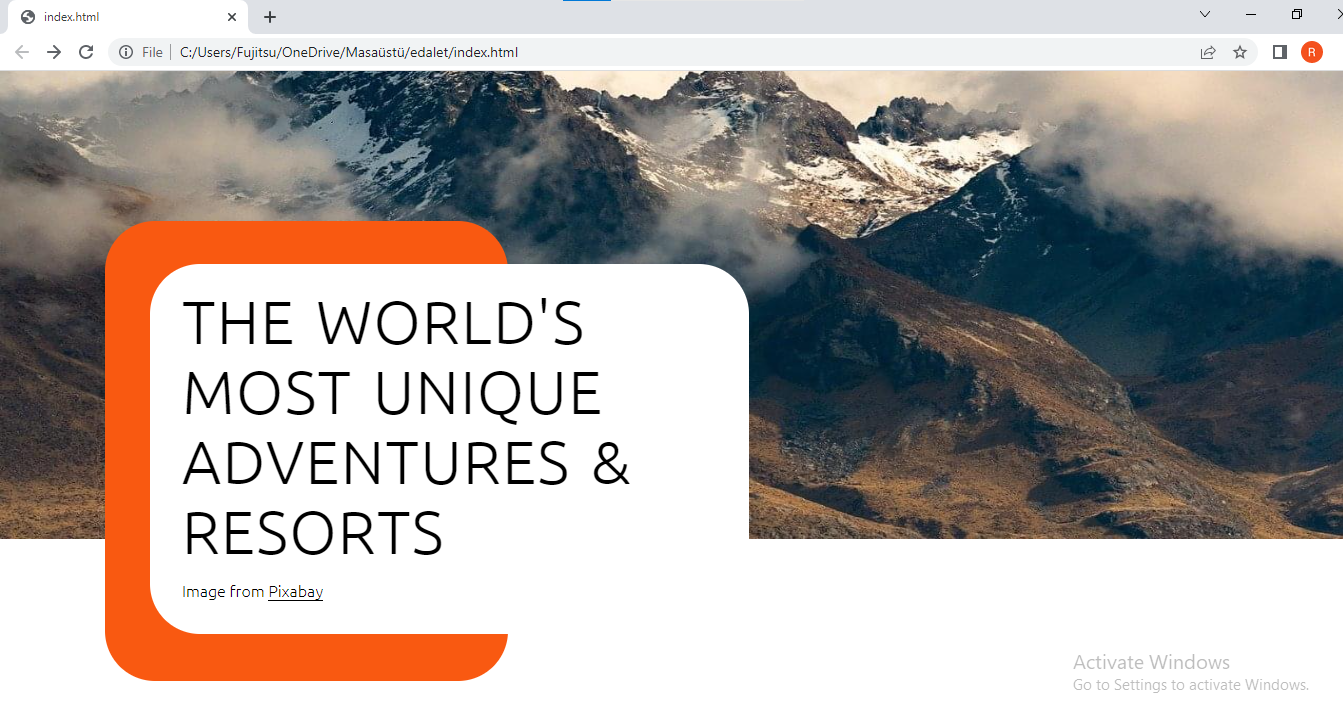 index.html
File
C:/Users/Fujitsu/OneDrive/Masaüstü/edalet/index.html
R
THE WORLD'S
MOST UNIQUE
ADVENTURES &
RESORTS
Image from Pixabay
Activate Windows
Go to Settings to activate Windows.